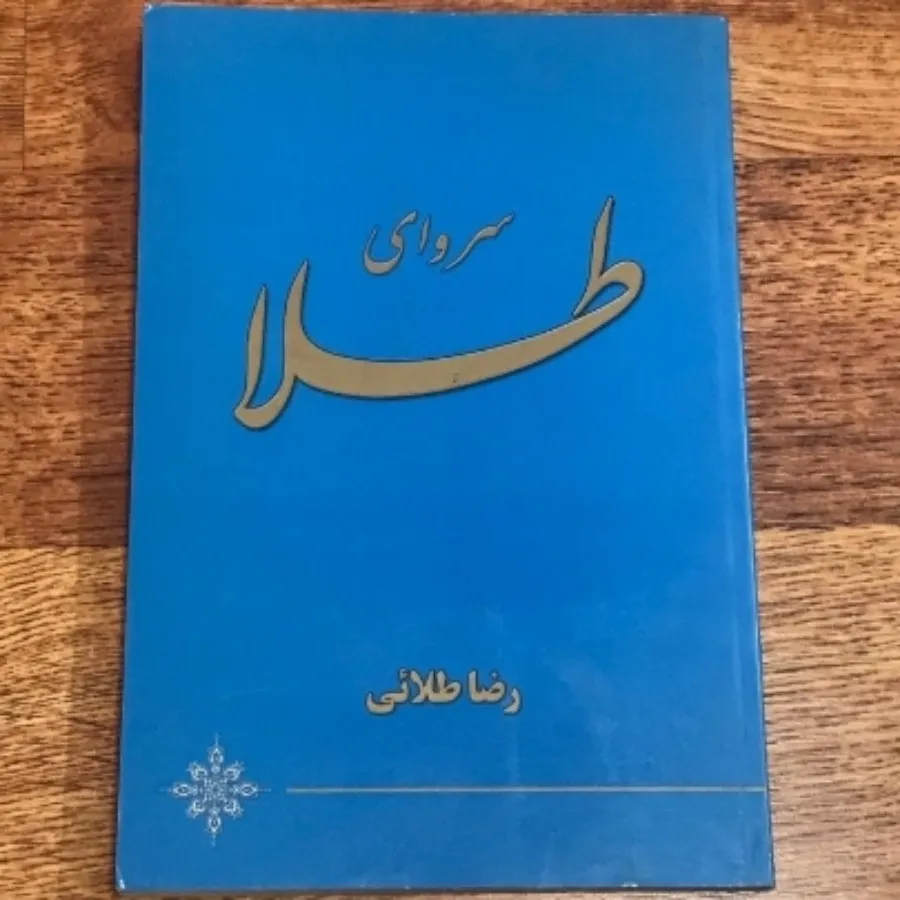 سروای
طلا
رضا طلائی